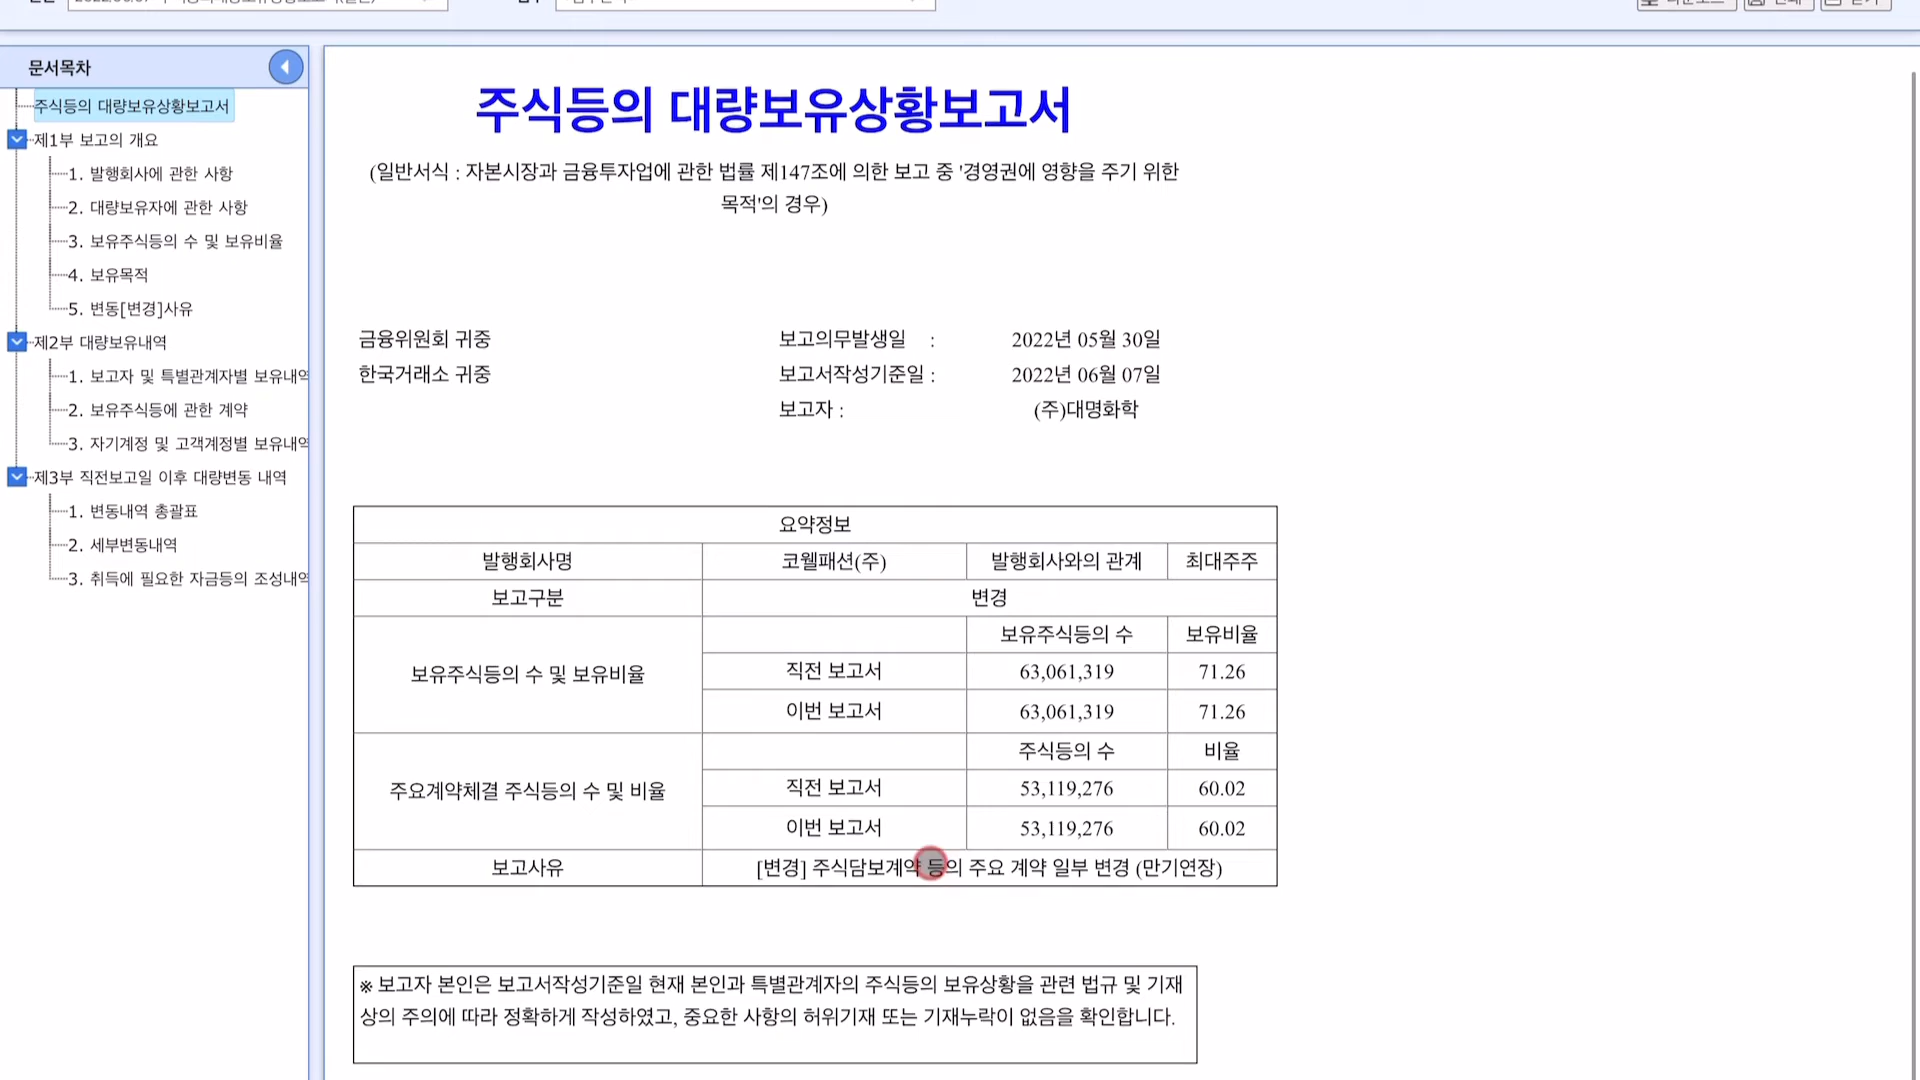 문서목차
주식등의 대량보유상황보고서
제1부 보고의 개요
1. 발행회사에 관한 사항
2. 대량보유자에 관한 사항
3. 보유주식등의 수 및 보유비율
4. 보유목적
5. 변동[변경]사유
제2부 대량보유내역
1. 보고자 및 특별관계자별 보유내역
2. 보유주식등에 관한 계약
3. 자기계정 및 고객계정별 보유내역
제3부 직전보고일 이후 대량변동 내역
1. 변동내역 총괄표
2. 세부변동내역
3. 취득에 필요한 자금등의 조성내역
주식등의 대량보유상황보고서
(일반서식 : 자본시장과 금융투자업에 관한 법률 제147조에 의한 보고 중 '경영권에 영향을 주기 위한
목적'의 경우)
금융위원회 귀중 보고의무발생일 : 2022년 05월 30일
한국거래소 귀중 보고서작성기준일 : 2022년 06월 07일
보고자 : (주)대명화학
요약정보
발행회사명 코웰패션(주) 발행회사와의 관계 최대주주
보고구분 변경
보유주식등의 수 및 보유비율 보유주식등의 수 보유비율
직전 보고서 63,061,319 71.26
이번 보고서 63,061,319 71.26
주요계약체결 주식등의 수 및 비율 주식등의 수 비율
직전 보고서 53,119,276 60.02
이번 보고서 53,119,276 60.02
보고사유 [변경] 주식담보계약 등의 주요 계약 일부 변경 (만기연장)
※ 보고자 본인은 보고서작성기준일 현재 본인과 특별관계자의 주식등의 보유상황을 관련 법규 및 기재
상의 주의에 따라 정확하게 작성하였고, 중요한 사항의 허위기재 또는 기재누락이 없음을 확인합니다.